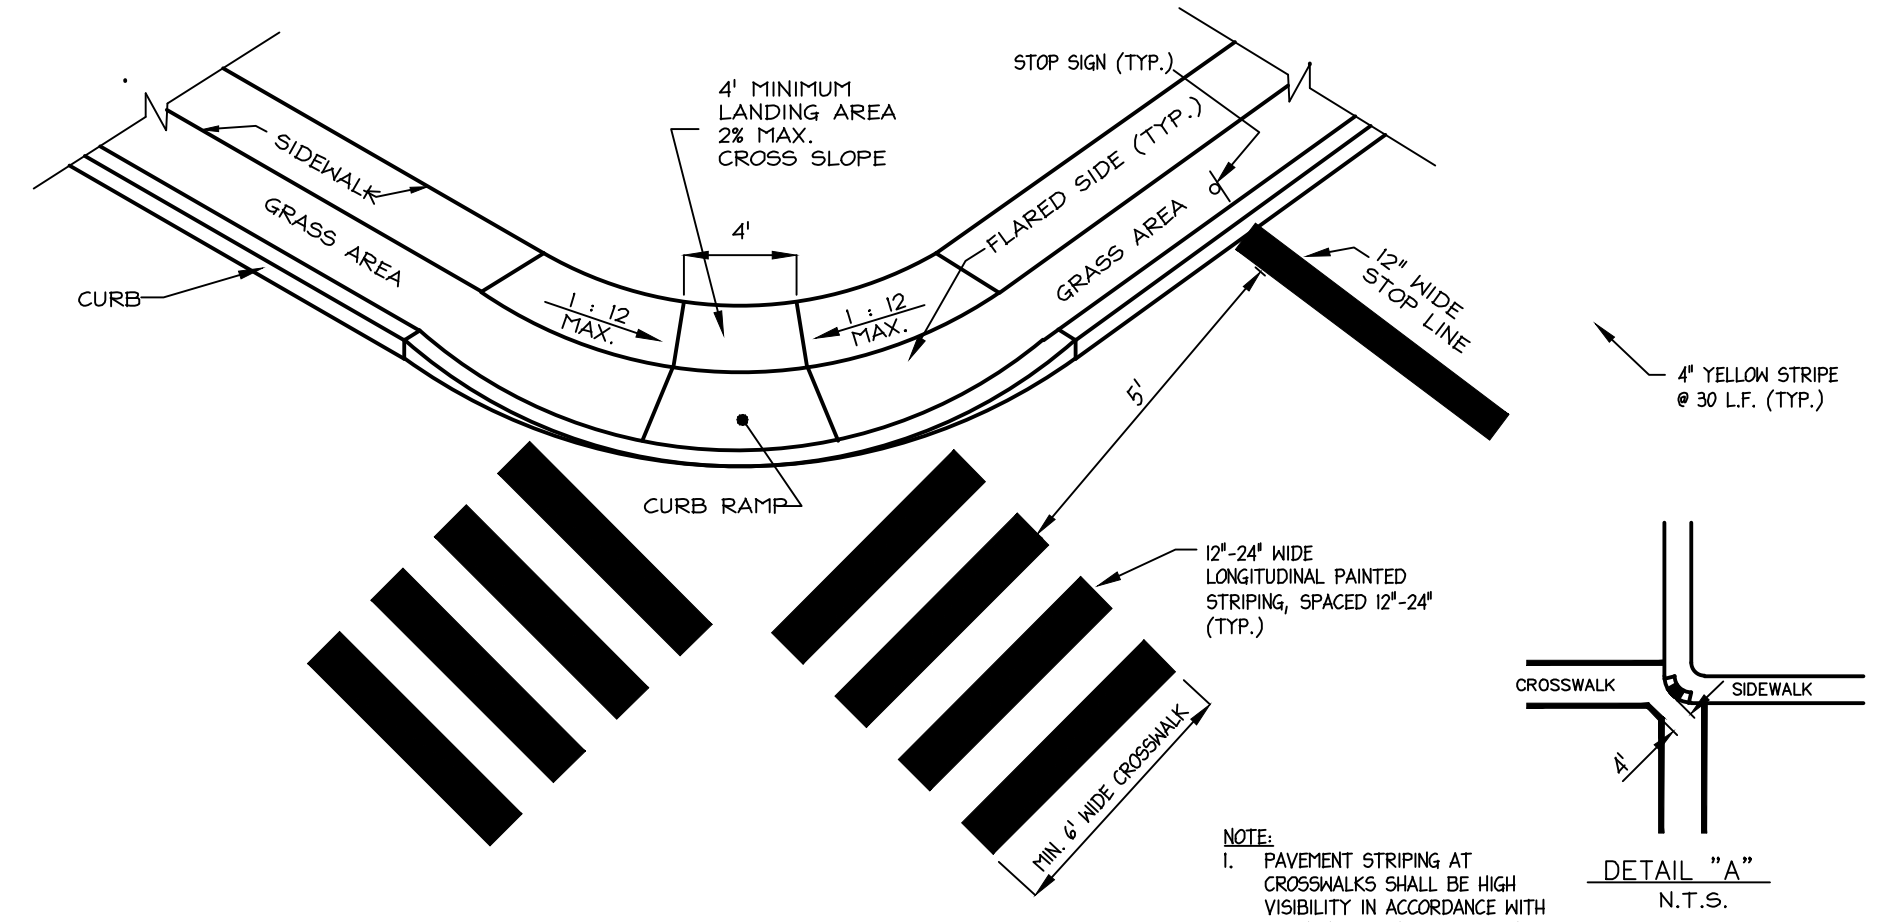 STOP SIGN (TYP.)
4' MINIMUM
LANDING AREA
2% MAX.
CROSS SLOPE
SIDEWALK
GRASS AREA
CURB
4'
FLARED SIDE (TYP.)
GRASS AREA
1 : 12
MAX.
1 : 12
MAX.
12" WIDE
STOP LINE
4" YELLOW STRIPE
@ 30 L.F. (TYP.)
5'
CURB RAMP
12"-24" WIDE
LONGITUDINAL PAINTED
STRIPING, SPACED 12"-24"
(TYP.)
MIN. 6' WIDE CROSSWALK
CROSSWALK
SIDEWALK
4'
NOTE:
1. PAVEMENT STRIPING AT
CROSSWALKS SHALL BE HIGH
VISIBILITY IN ACCORDANCE WITH
DETAIL "A"
N.T.S.